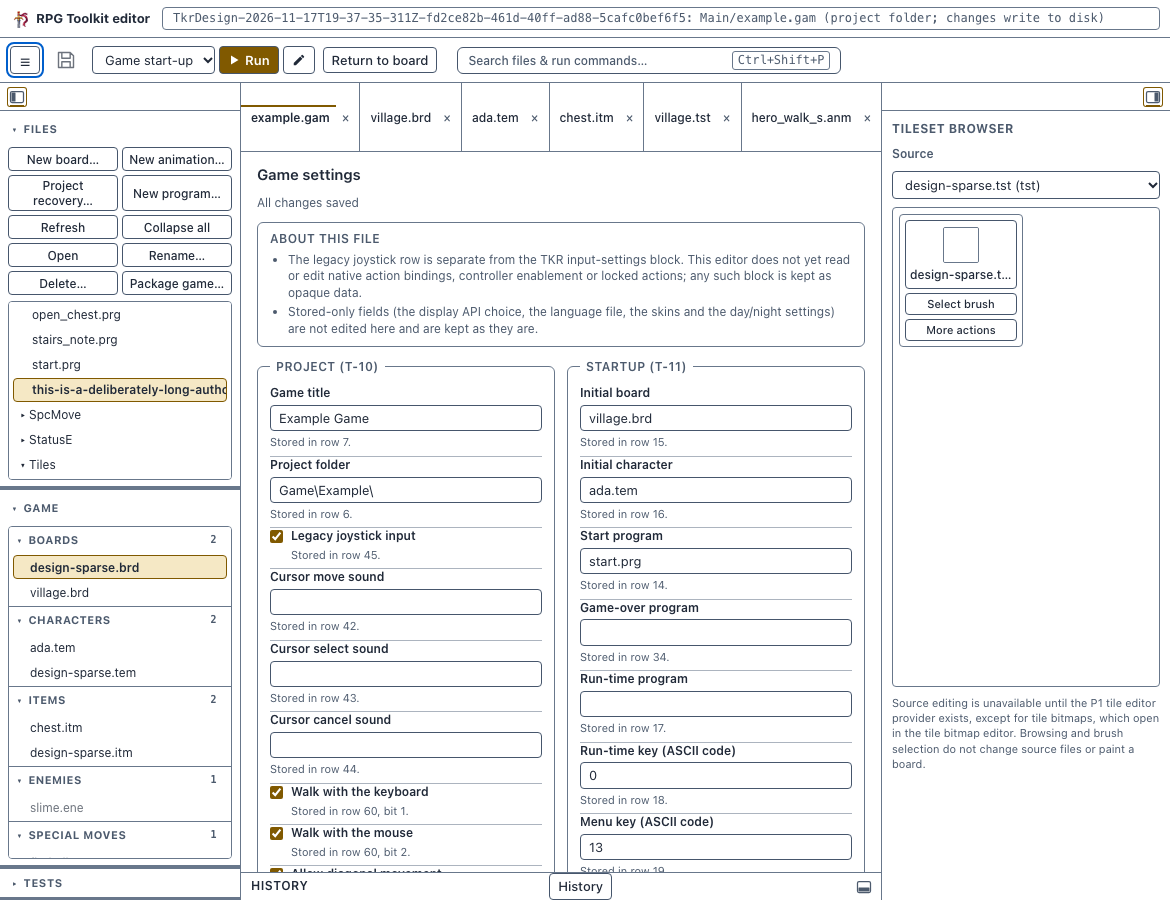 RPG Toolkit editor
TkrDesign-2026-11-17T19-37-35-311Z-fd2ce82b-461d-40ff-ad88-5cafc0bef6f5: Main/example.gam (project folder; changes write to disk)
Game start-up
Run
Return to board
Search files & run commands...
Ctrl+Shift+P
FILES
New board...
New animation...
Project recovery...
New program...
Refresh
Collapse all
Open
Rename...
Delete...
Package game...
open_chest.prg
stairs_note.prg
start.prg
this-is-a-deliberately-long-autho
SpcMove
StatusE
Tiles
GAME
BOARDS 2
design-sparse.brd
village.brd
CHARACTERS 2
ada.tem
design-sparse.tem
ITEMS 2
chest.itm
design-sparse.itm
ENEMIES 1
slime.ene
SPECIAL MOVES 1
TESTS
example.gam ×
village.brd ×
ada.tem ×
chest.itm ×
village.tst ×
hero_walk_s.anm ×
Game settings
All changes saved
ABOUT THIS FILE
• The legacy joystick row is separate from the TKR input-settings block. This editor does not yet read
or edit native action bindings, controller enablement or locked actions; any such block is kept as
opaque data.
• Stored-only fields (the display API choice, the language file, the skins and the day/night settings)
are not edited here and are kept as they are.
PROJECT (T-10)
Game title
Example Game
Stored in row 7.
Project folder
Game\Example\
Stored in row 6.
Legacy joystick input
Stored in row 45.
Cursor move sound
Stored in row 42.
Cursor select sound
Stored in row 43.
Cursor cancel sound
Stored in row 44.
Walk with the keyboard
Stored in row 60, bit 1.
Walk with the mouse
Stored in row 60, bit 2.
Allow diagonal movement
STARTUP (T-11)
Initial board
village.brd
Stored in row 15.
Initial character
ada.tem
Stored in row 16.
Start program
start.prg
Stored in row 14.
Game-over program
Stored in row 34.
Run-time program
Stored in row 17.
Run-time key (ASCII code)
0
Stored in row 18.
Menu key (ASCII code)
13
Stored in row 19.
HISTORY
History
TILESET BROWSER
Source
design-sparse.tst (tst)
design-sparse.t...
Select brush
More actions
Source editing is unavailable until the P1 tile editor
provider exists, except for tile bitmaps, which open
in the tile bitmap editor. Browsing and brush
selection do not change source files or paint a
board.